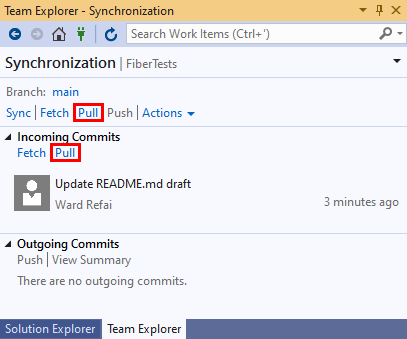 Team Explorer - Synchronization
Search Work Items (Ctrl+')
Synchronization | FiberTests
Branch: main
Sync | Fetch Pull Push | Actions
Incoming Commits
Fetch Pull
Update README.md draft
Ward Refai
3 minutes ago
Outgoing Commits
Push | View Summary
There are no outgoing commits.
Solution Explorer Team Explorer